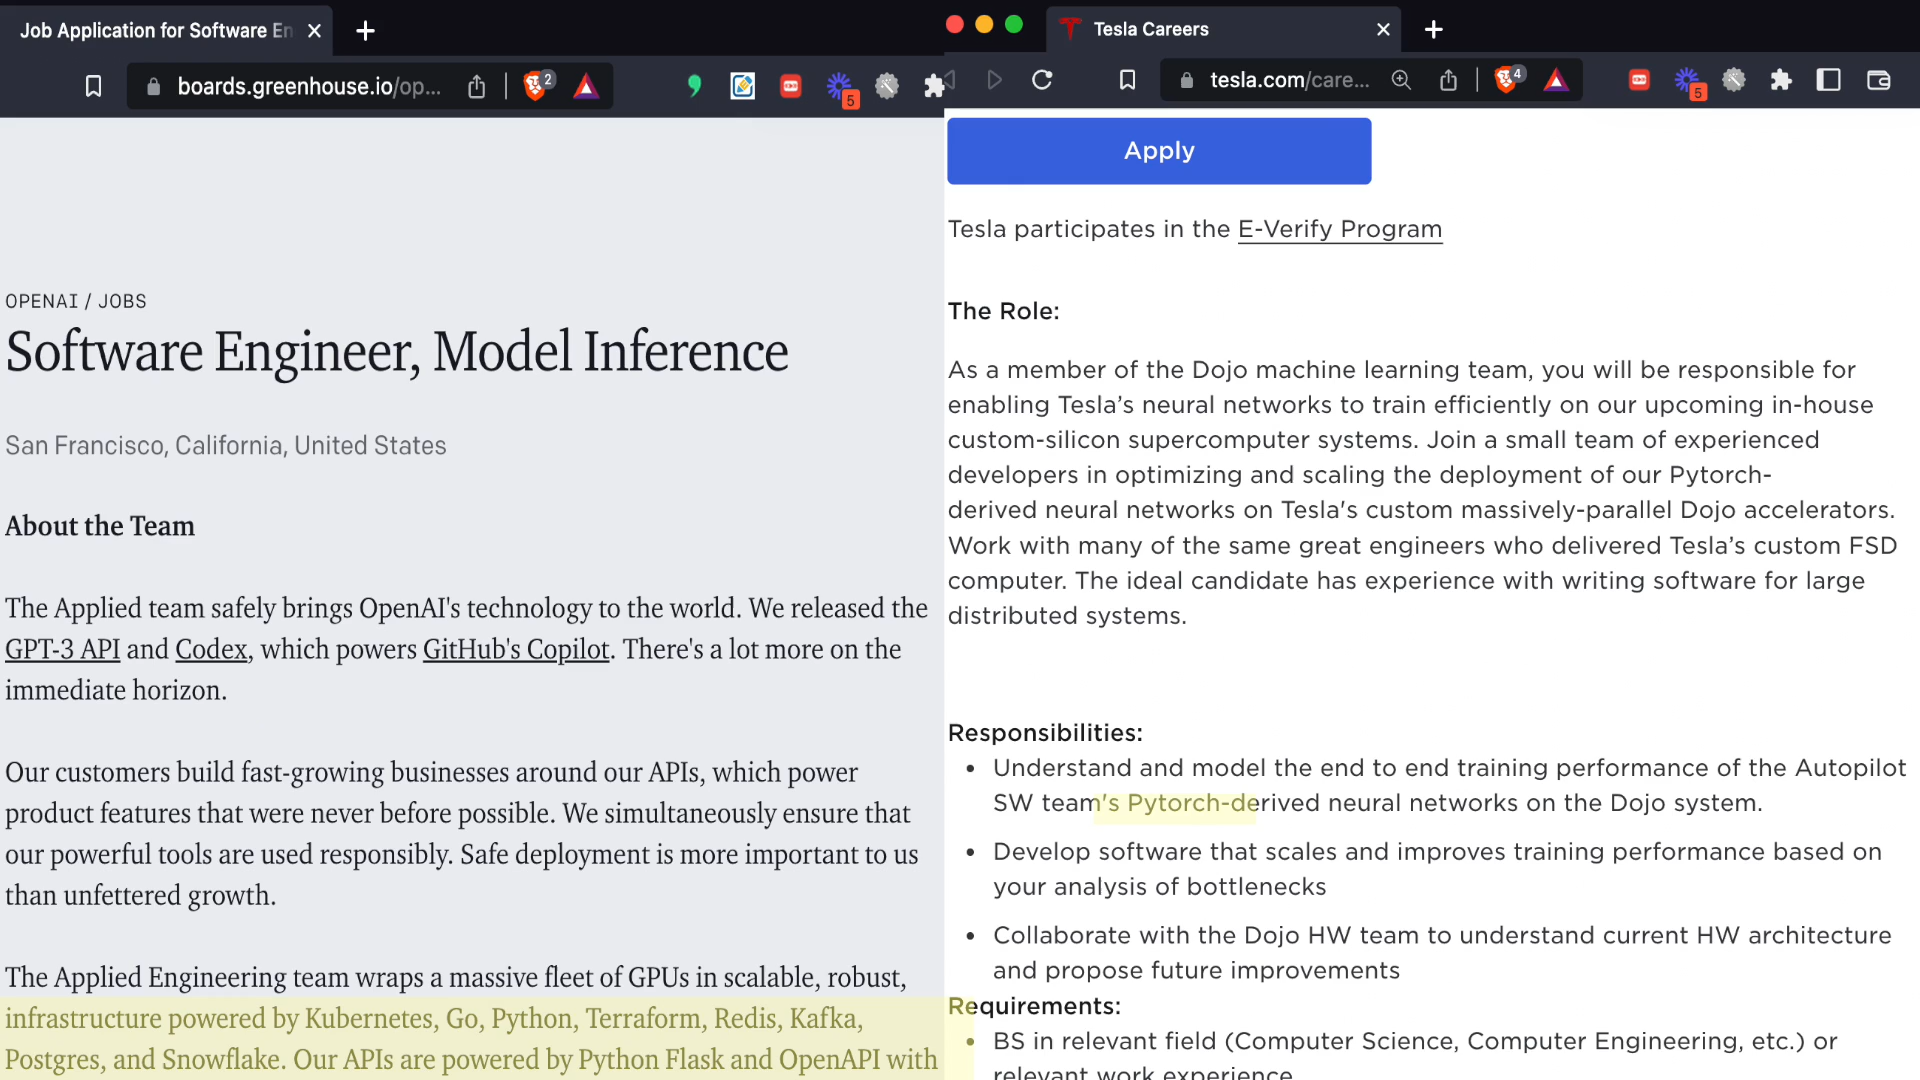 Job Application for Software En
boards.greenhouse.io/op...
2
5
OPENAI / JOBS
Software Engineer, Model Inference
San Francisco, California, United States
About the Team
The Applied team safely brings OpenAI's technology to the world. We released the
GPT-3 API and Codex, which powers GitHub's Copilot. There's a lot more on the
immediate horizon.
Our customers build fast-growing businesses around our APIs, which power
product features that were never before possible. We simultaneously ensure that
our powerful tools are used responsibly. Safe deployment is more important to us
than unfettered growth.
The Applied Engineering team wraps a massive fleet of GPUs in scalable, robust,
infrastructure powered by Kubernetes, Go, Python, Terraform, Redis, Kafka,
Postgres, and Snowflake. Our APIs are powered by Python Flask and OpenAPI with
Tesla Careers
tesla.com/care...
4
5
Apply
Tesla participates in the E-Verify Program
The Role:
As a member of the Dojo machine learning team, you will be responsible for
enabling Tesla’s neural networks to train efficiently on our upcoming in-house
custom-silicon supercomputer systems. Join a small team of experienced
developers in optimizing and scaling the deployment of our Pytorch-
derived neural networks on Tesla's custom massively-parallel Dojo accelerators.
Work with many of the same great engineers who delivered Tesla’s custom FSD
computer. The ideal candidate has experience with writing software for large
distributed systems.
Responsibilities:
• Understand and model the end to end training performance of the Autopilot
SW team's Pytorch-derived neural networks on the Dojo system.
• Develop software that scales and improves training performance based on
your analysis of bottlenecks
• Collaborate with the Dojo HW team to understand current HW architecture
and propose future improvements
Requirements:
• BS in relevant field (Computer Science, Computer Engineering, etc.) or
relevant work experience